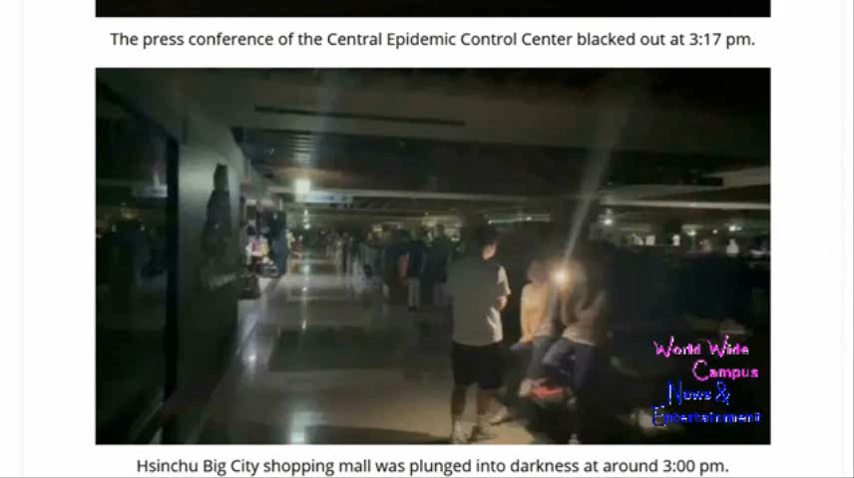 The press conference of the Central Epidemic Control Center blacked out at 3:17 pm.
World Wide
Campus
News &
Entertainment
Hsinchu Big City shopping mall was plunged into darkness at around 3:00 pm.